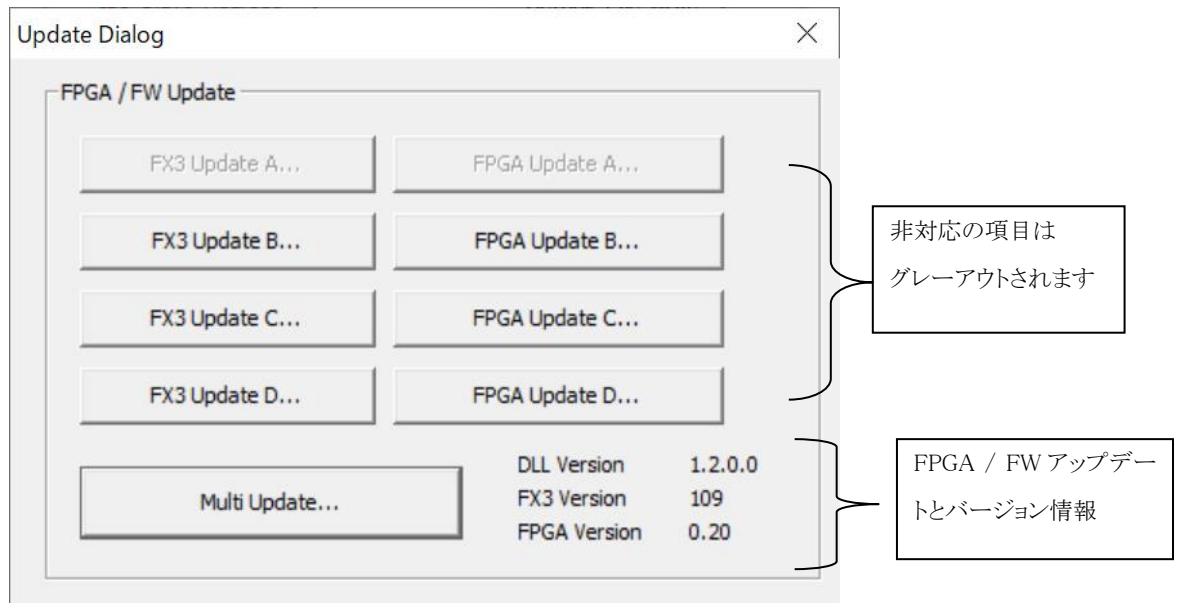 Update Dialog
FPGA / FW Update
FX3 Update A... FPGA Update A...
FX3 Update B... FPGA Update B...
FX3 Update C... FPGA Update C...
FX3 Update D... FPGA Update D...
非対応の項目は
グレーアウトされます
Multi Update...
DLL Version 1.2.0.0
FX3 Version 109
FPGA Version 0.20
FPGA / FW アップデー
トとバージョン情報